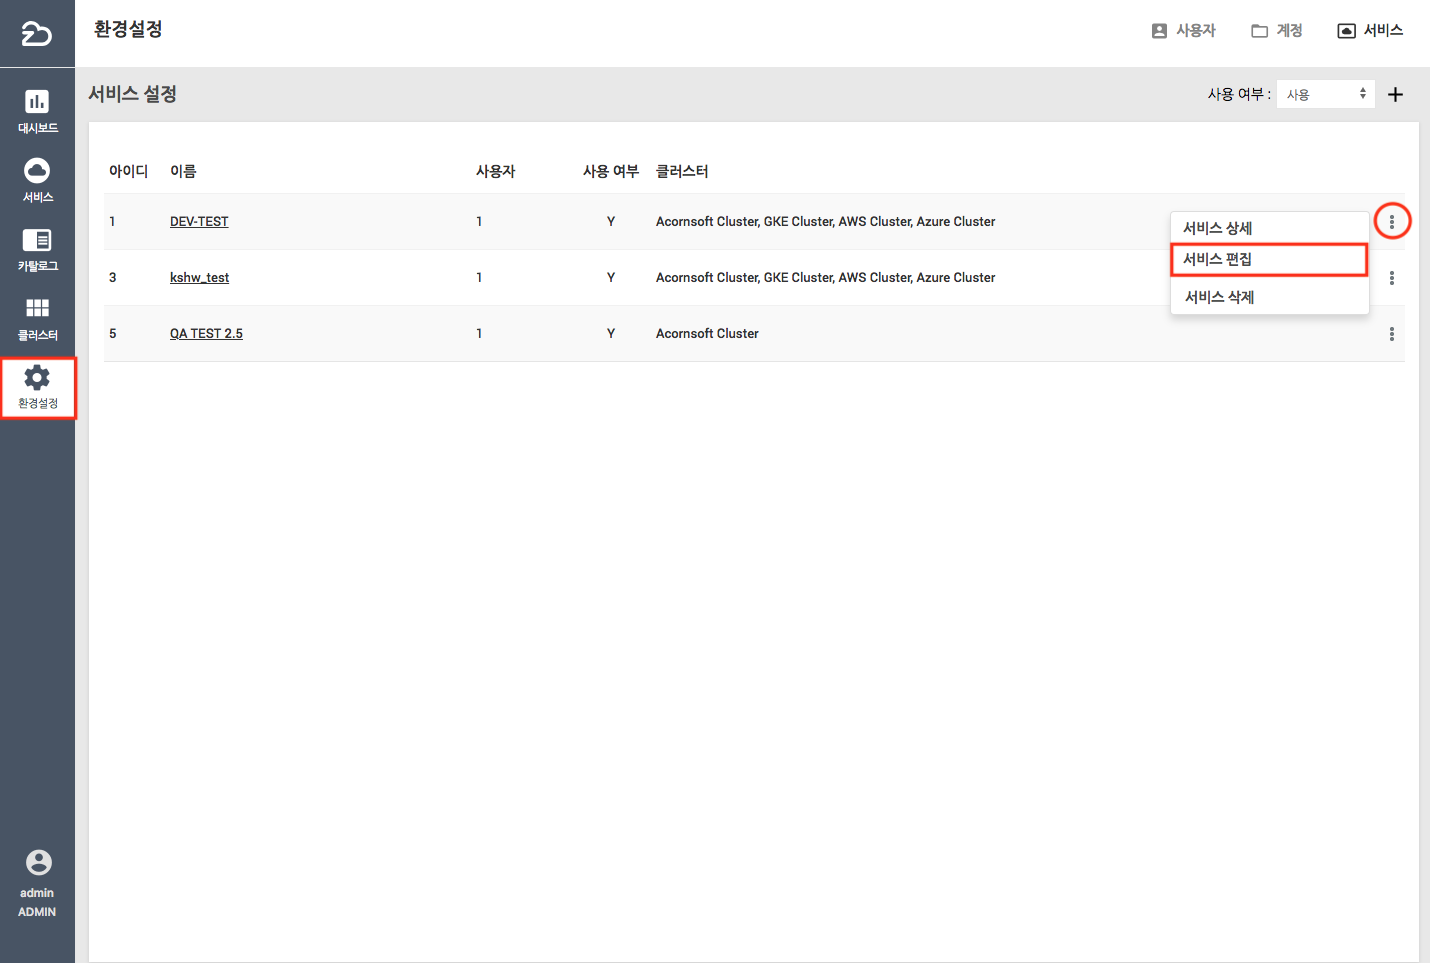 환경설정
사용자 계정 서비스
대시보드
서비스
카탈로그
클러스터
환경설정
admin
ADMIN
서비스 설정
사용 여부 : 사용
아이디 이름 사용자 사용 여부 클러스터
1 DEV-TEST 1 Y Acornsoft Cluster, GKE Cluster, AWS Cluster, Azure Cluster
3 kshw_test 1 Y Acornsoft Cluster, GKE Cluster, AWS Cluster, Azure Cluster
5 QA TEST 2.5 1 Y Acornsoft Cluster
서비스 상세
서비스 편집
서비스 삭제